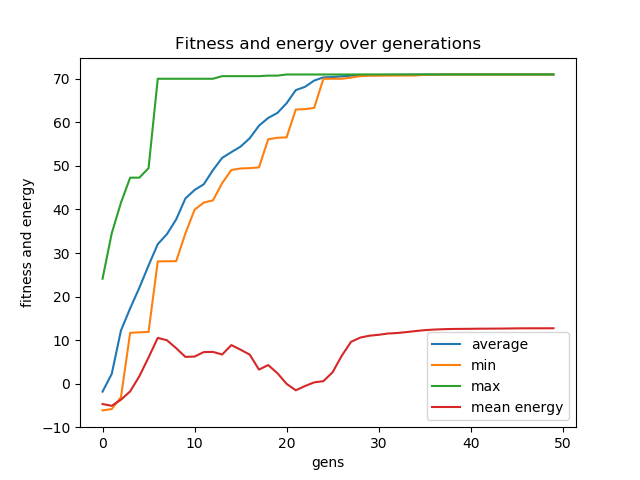 Fitness and energy over generations
fitness and energy
70
60
50
40
30
20
10
0
−10
0 10 20 30 40 50
gens
average
min
max
mean energy